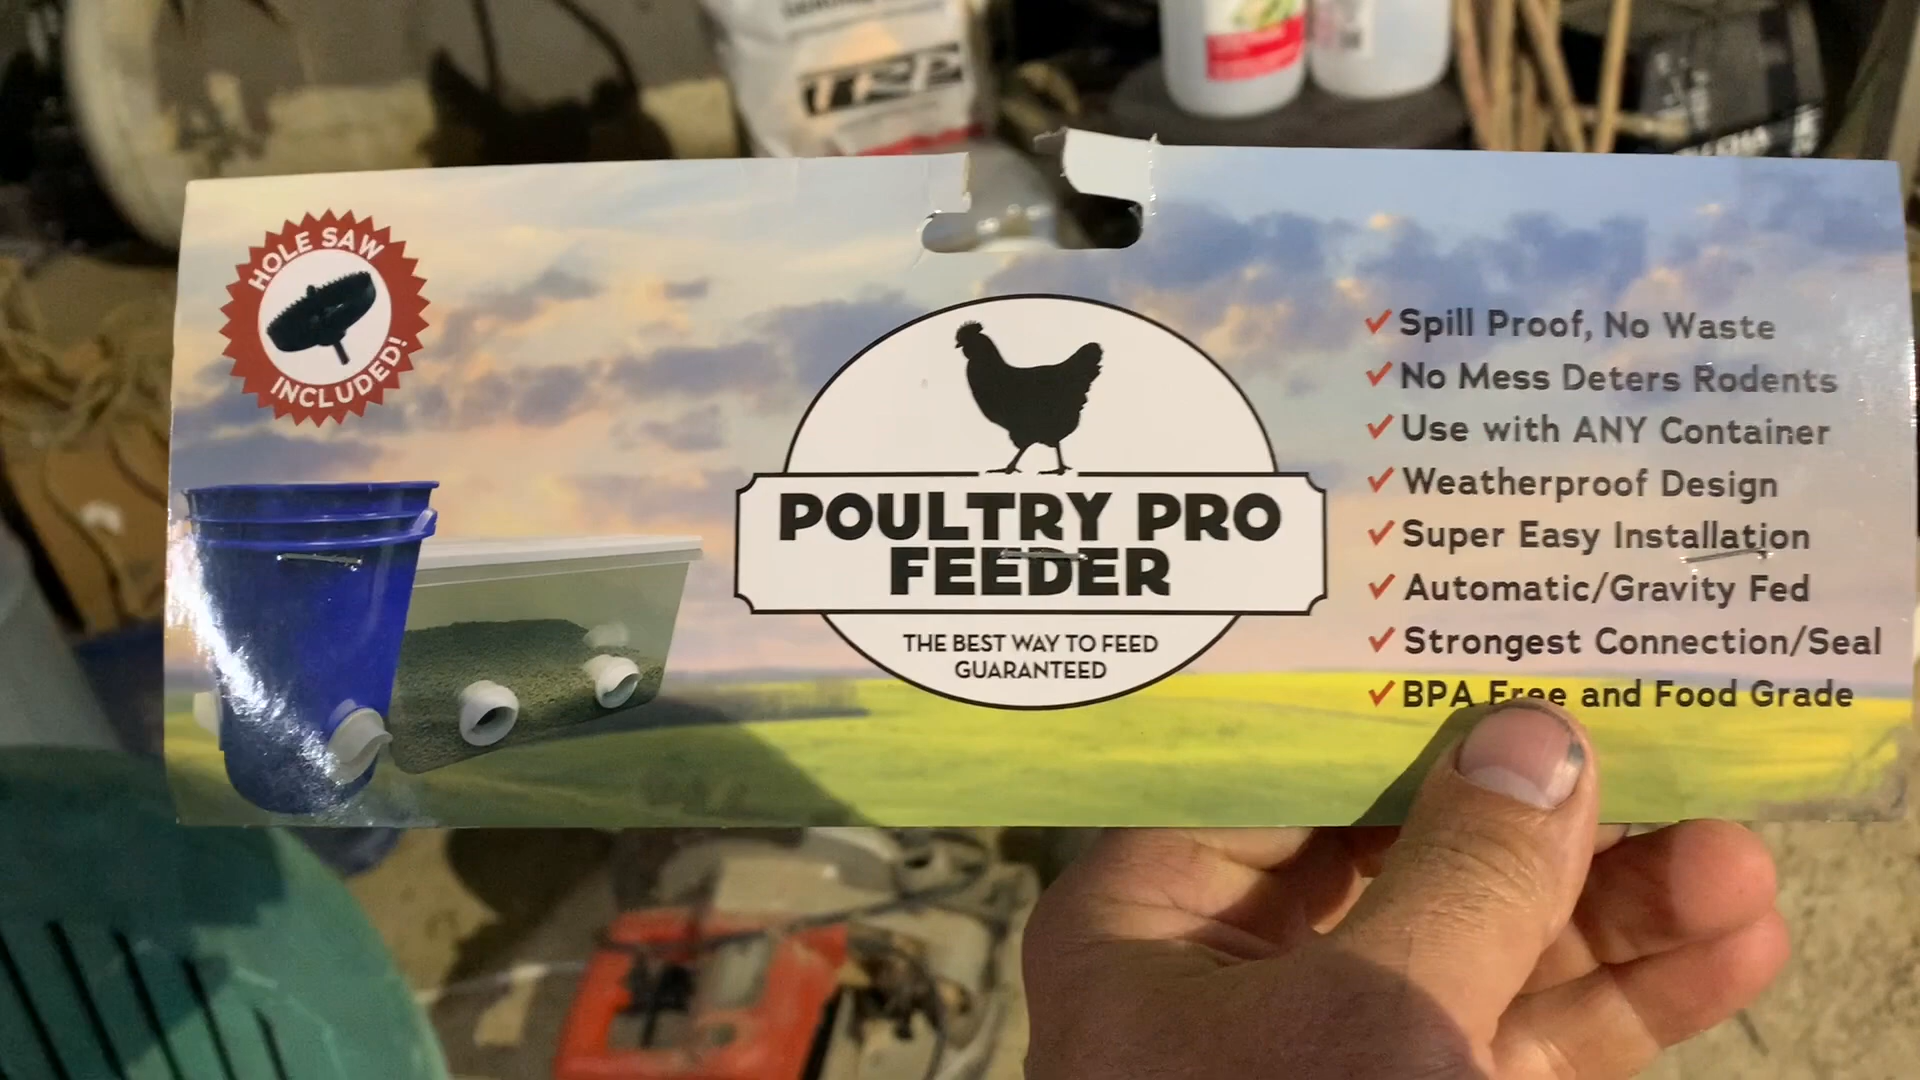 HOLE SAW
INCLUDED!
POULTRY PRO
FEEDER
THE BEST WAY TO FEED
GUARANTEED
✓ Spill Proof, No Waste
✓ No Mess Deters Rodents
✓ Use with ANY Container
✓ Weatherproof Design
✓ Super Easy Installation
✓ Automatic/Gravity Fed
✓ Strongest Connection/Seal
✓ BPA Free and Food Grade